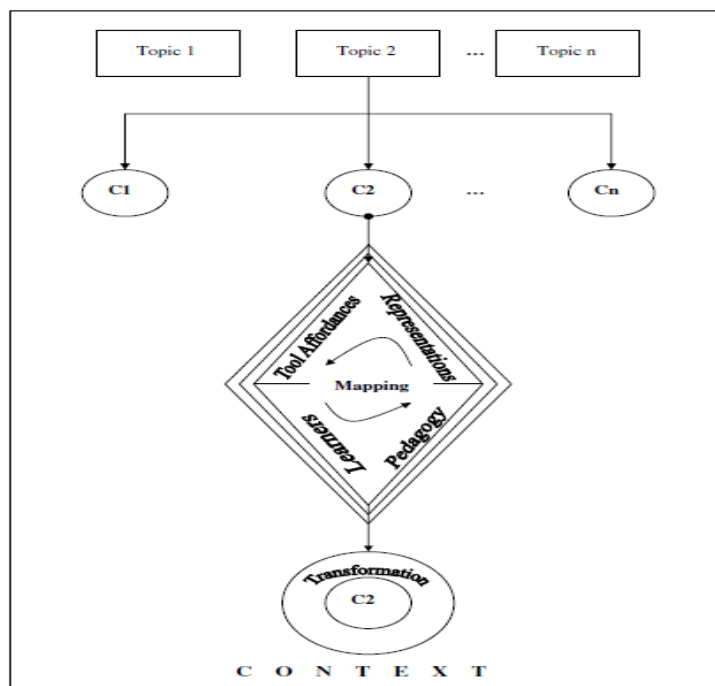 Topic 1 Topic 2 ... Topic n
C1 C2 ... Cn
Tool Affordances Representations
Mapping
Learners Pedagogy
Transformation
C2
C O N T E X T